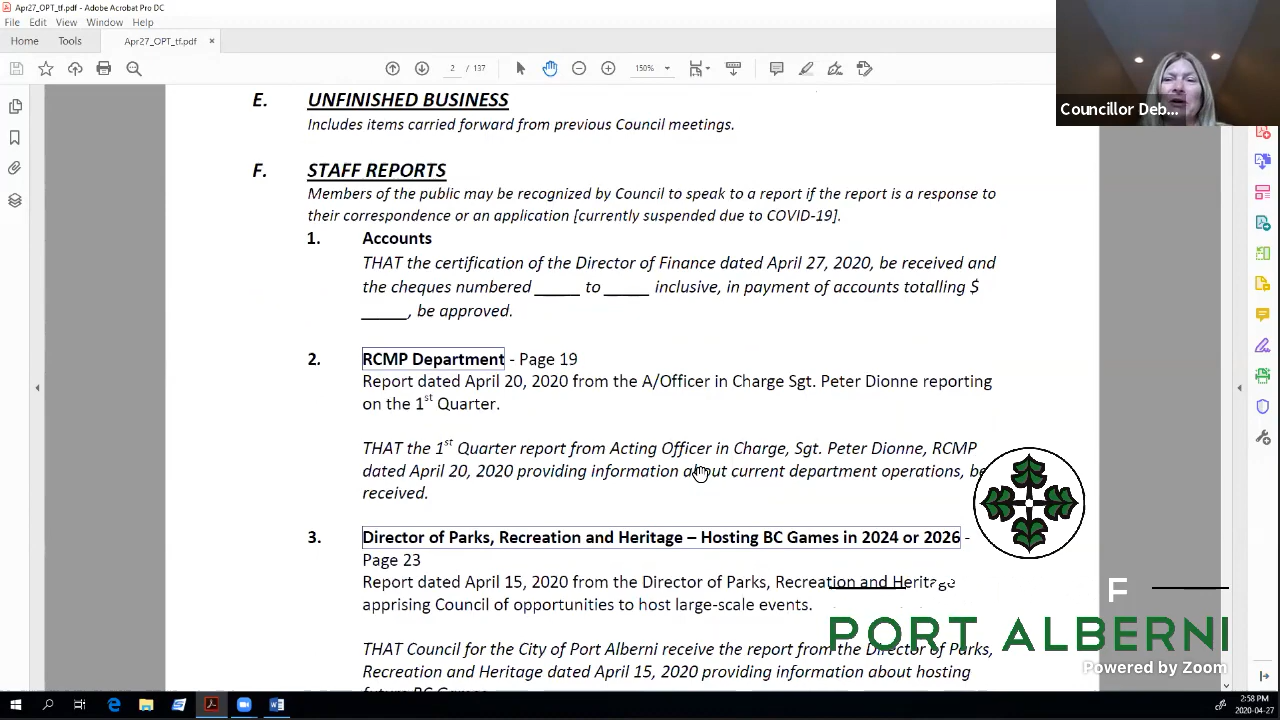 Apr27_OPT_tf.pdf - Adobe Acrobat Pro DC
File Edit View Window Help
Home Tools Apr27_OPT_tf.pdf ×
2 / 137 150%
Councillor Deb...
E. UNFINISHED BUSINESS
Includes items carried forward from previous Council meetings.
F. STAFF REPORTS
Members of the public may be recognized by Council to speak to a report if the report is a response to
their correspondence or an application [currently suspended due to COVID-19].
1. Accounts
THAT the certification of the Director of Finance dated April 27, 2020, be received and
the cheques numbered _____ to _____ inclusive, in payment of accounts totalling $
_____, be approved.
2. RCMP Department - Page 19
Report dated April 20, 2020 from the A/Officer in Charge Sgt. Peter Dionne reporting
on the 1st Quarter.
THAT the 1st Quarter report from Acting Officer in Charge, Sgt. Peter Dionne, RCMP
dated April 20, 2020 providing information about current department operations, be
received.
3. Director of Parks, Recreation and Heritage – Hosting BC Games in 2024 or 2026 -
Page 23
Report dated April 15, 2020 from the Director of Parks, Recreation and Heritage
apprising Council of opportunities to host large-scale events.
THAT Council for the City of Port Alberni receive the report from the Director of Parks,
Recreation and Heritage dated April 15, 2020 providing information about hosting
future BC Games
F
PORT ALBERNI
Powered by Zoom
2:58 PM
2020-04-27